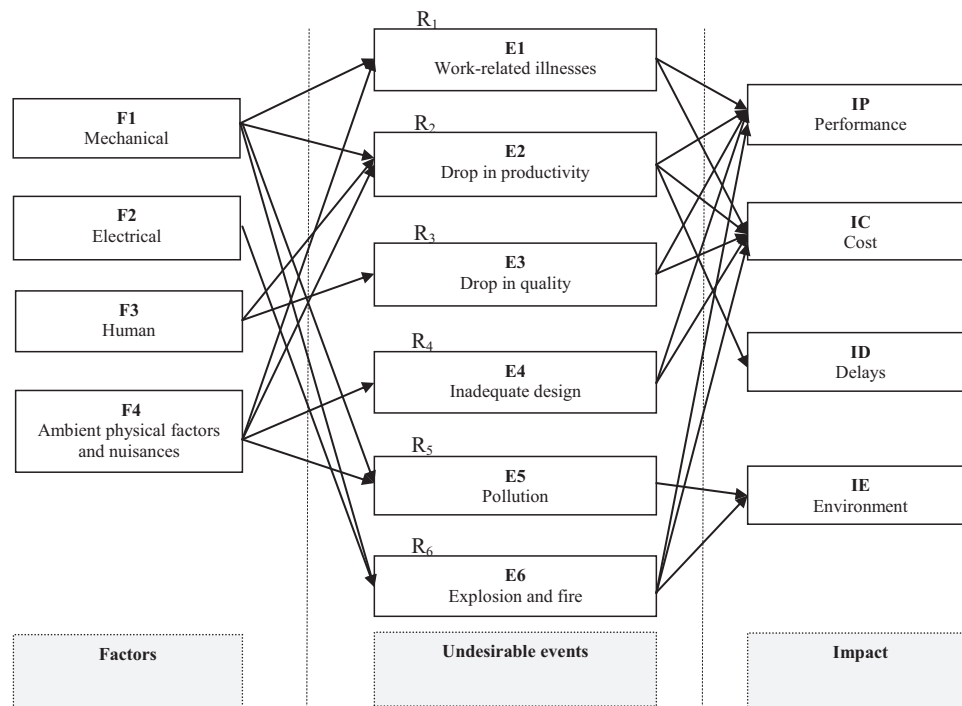 F1
Mechanical
F2
Electrical
F3
Human
F4
Ambient physical factors
and nuisances
Factors
R1
E1
Work-related illnesses
R2
E2
Drop in productivity
R3
E3
Drop in quality
R4
E4
Inadequate design
R5
E5
Pollution
R6
E6
Explosion and fire
Undesirable events
IP
Performance
IC
Cost
ID
Delays
IE
Environment
Impact